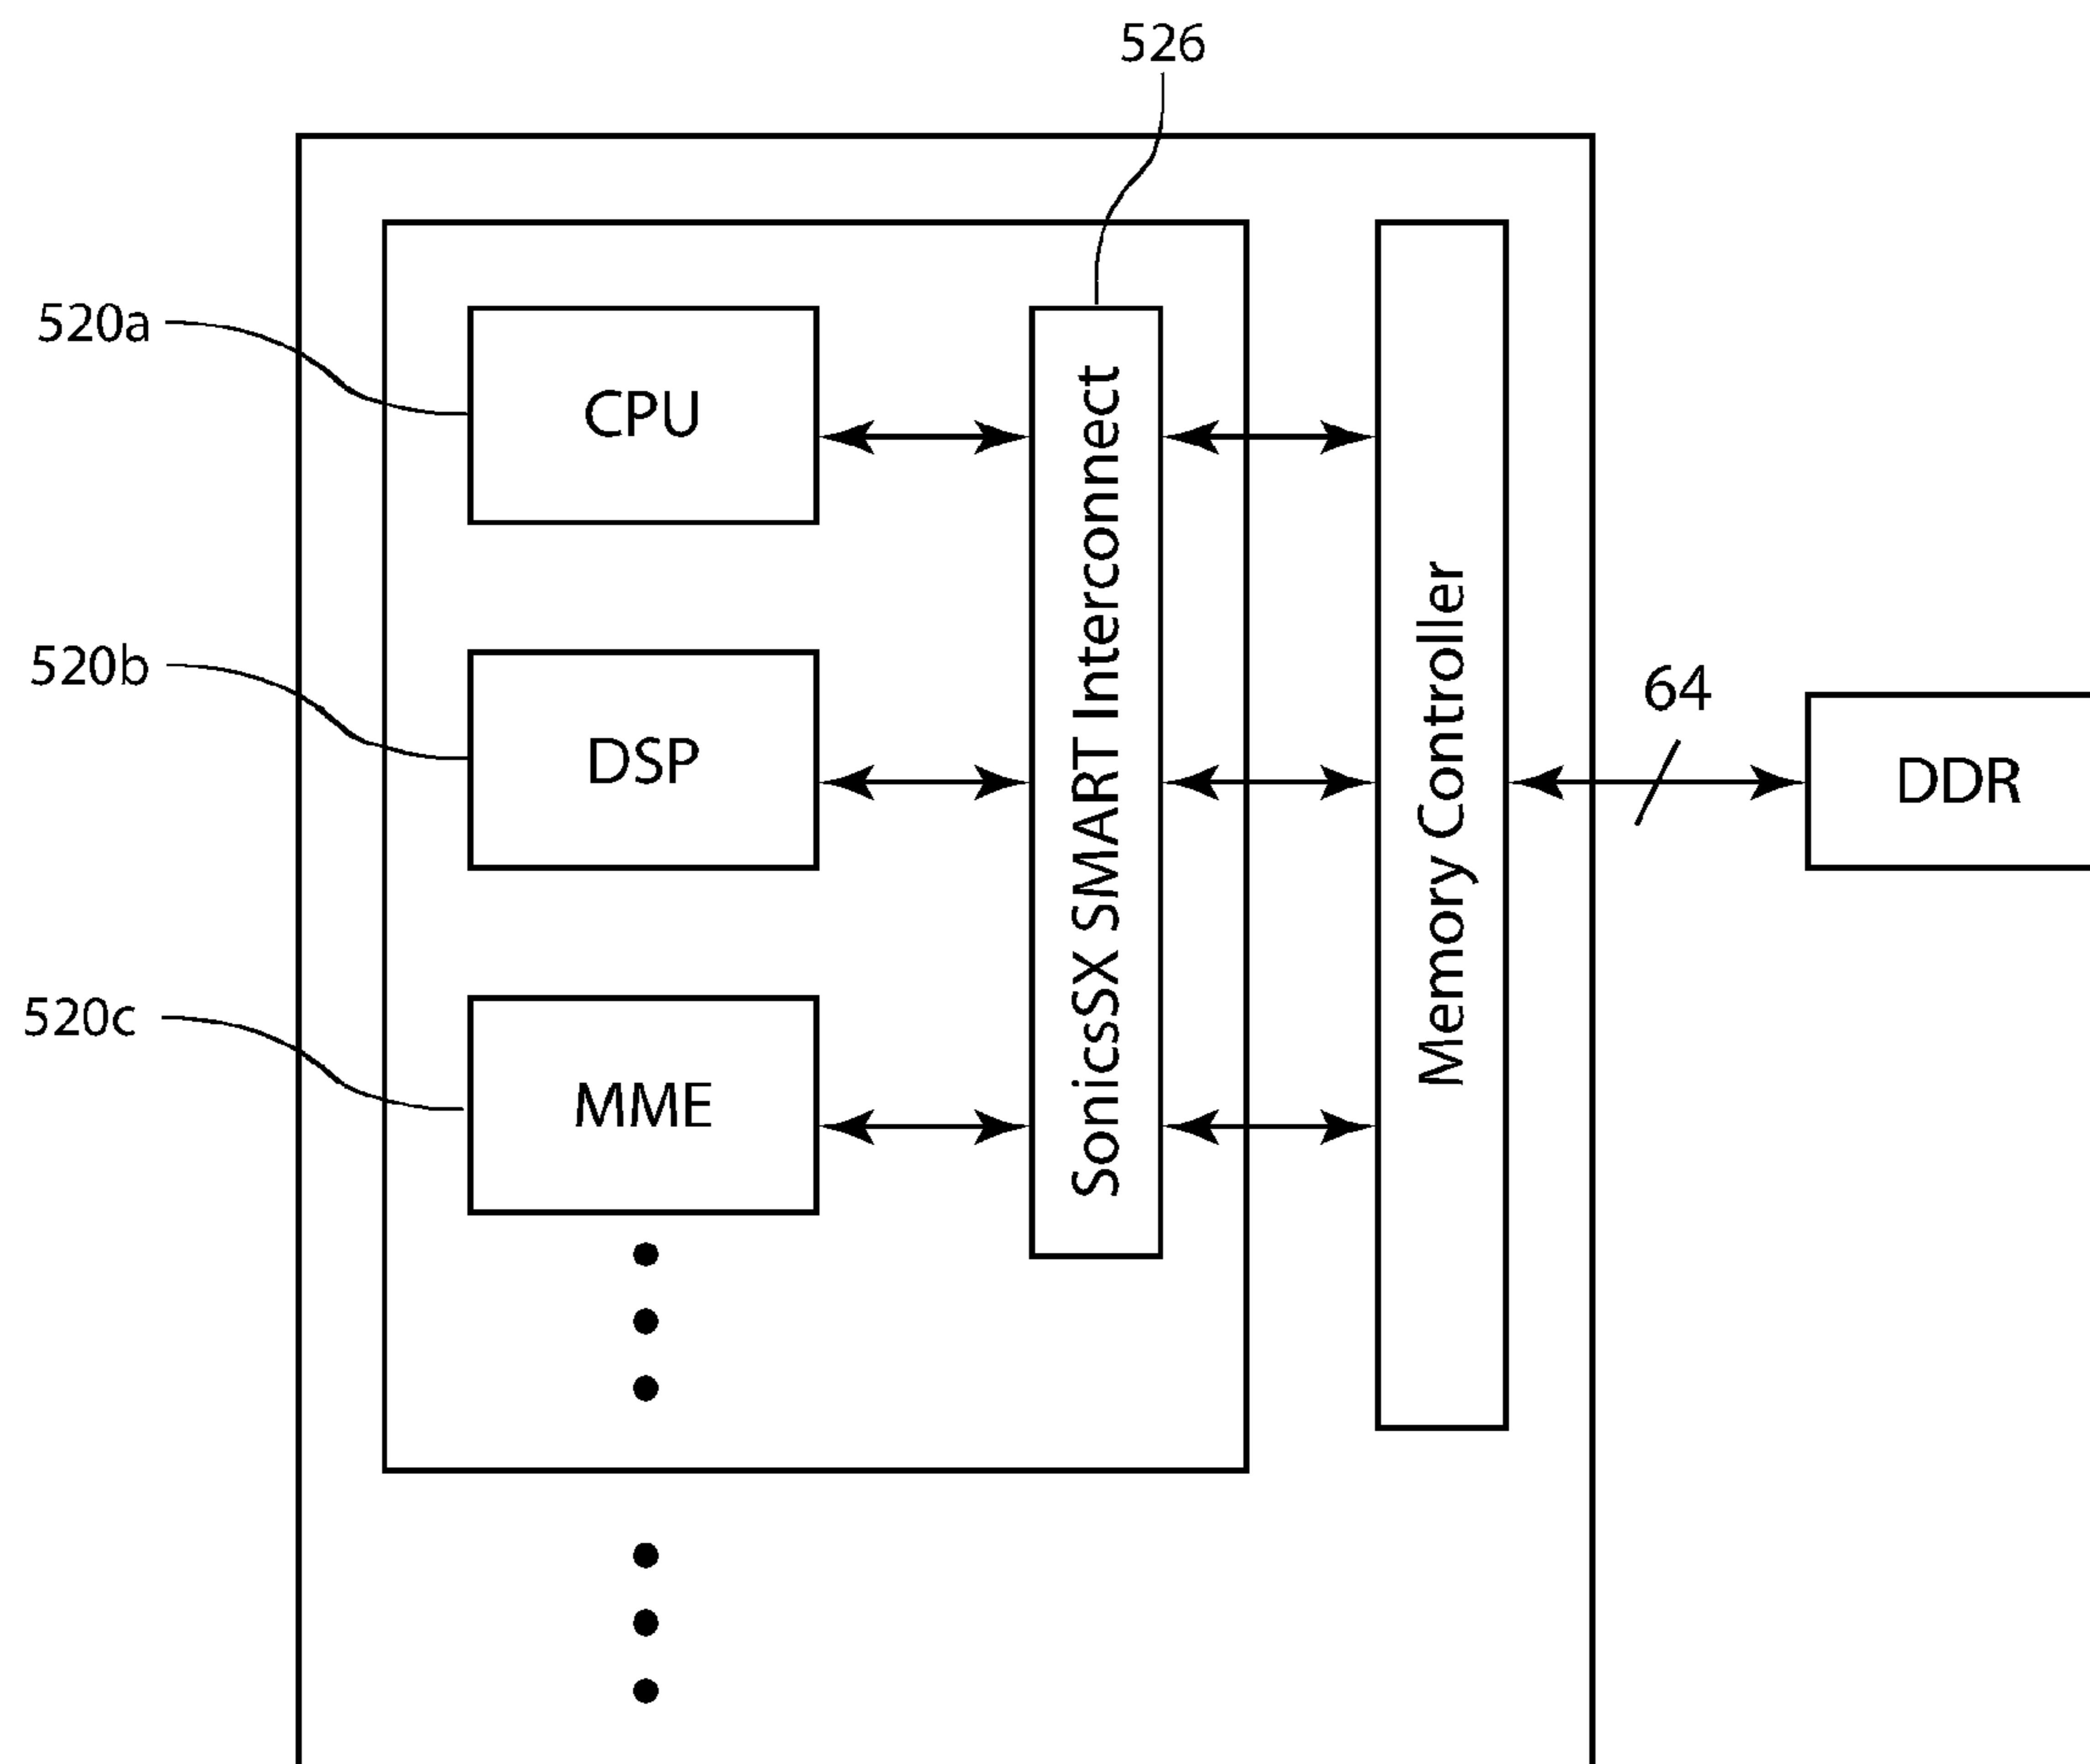 526
520a
CPU
SonicsSX SMART Interconnect
Memory Controller
520b
DSP
64
DDR
520c
MME